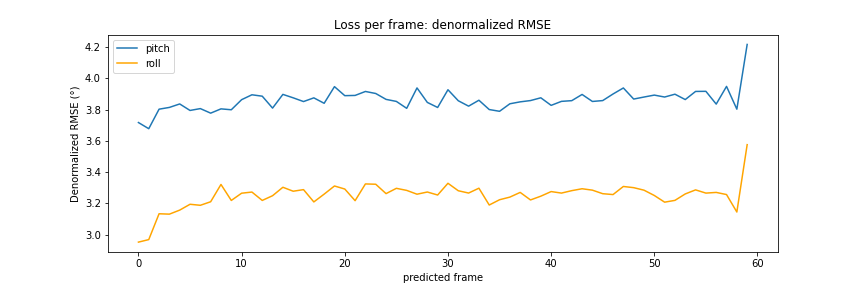 Loss per frame: denormalized RMSE
pitch
roll
Denormalized RMSE (°)
4.2
4.0
3.8
3.6
3.4
3.2
3.0
0 10 20 30 40 50 60
predicted frame